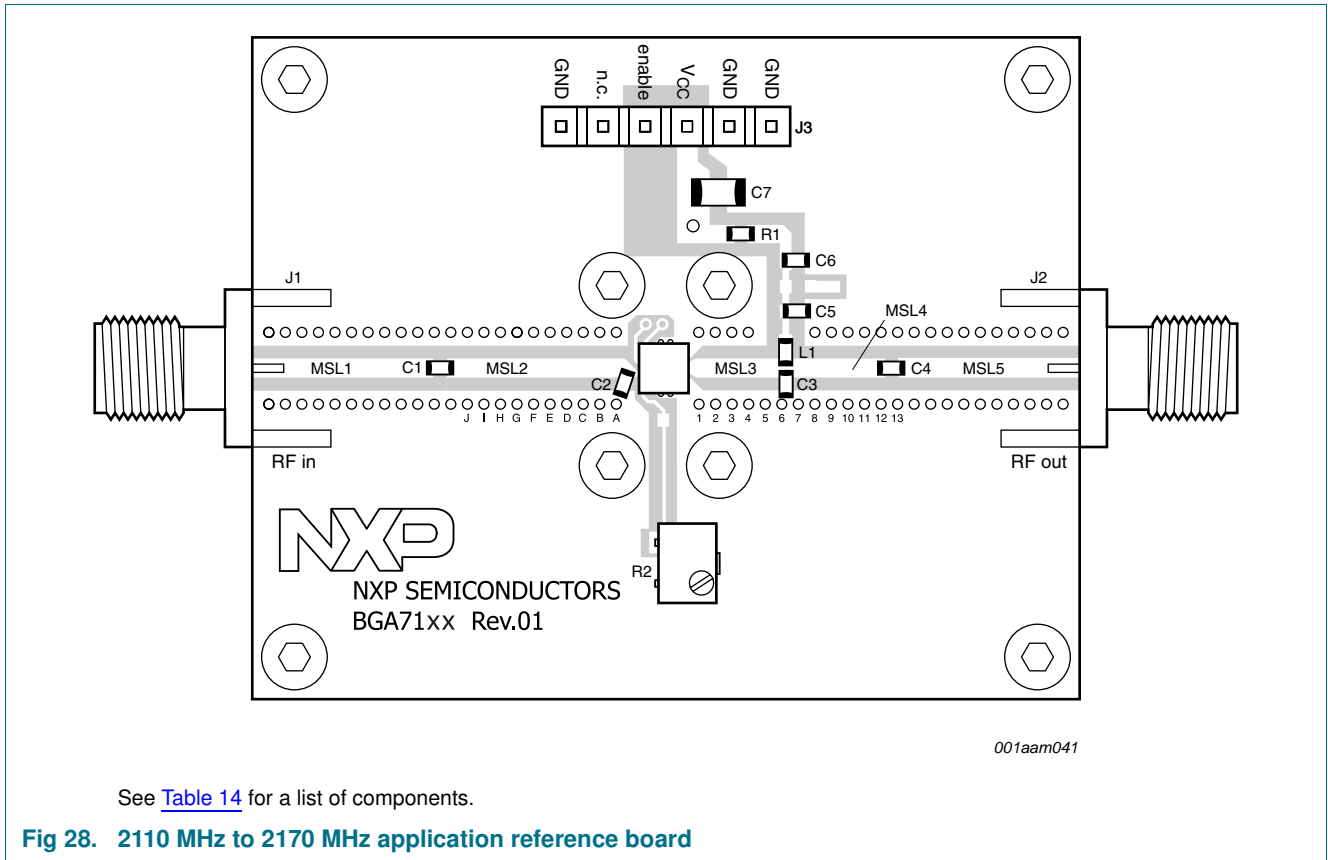 GND n.c. enable VCC GND GND
J3
C7
R1
C6
J1
J2
C5
MSL4
L1
MSL1 C1 MSL2 MSL3 C4 MSL5
C2 C3
J I H G F E D C B A 1 2 3 4 5 6 7 8 9 10 11 12 13
RF in RF out
NXP
R2
NXP SEMICONDUCTORS
BGA71xx Rev.01
001aam041
See Table 14 for a list of components.
Fig 28. 2110 MHz to 2170 MHz application reference board